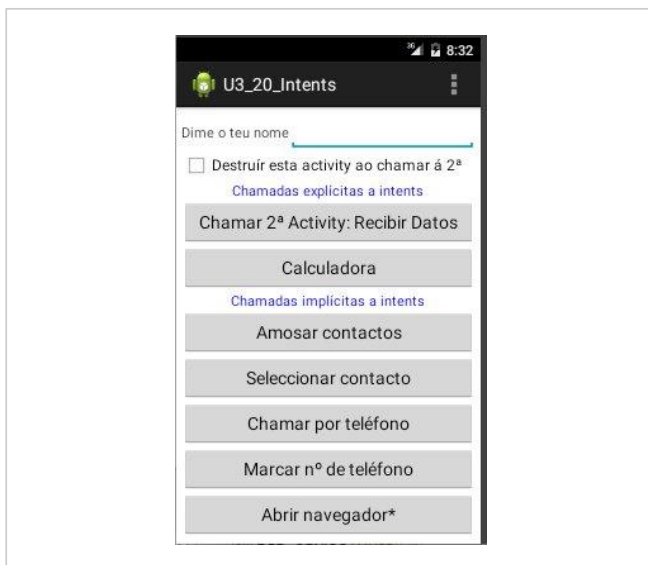 36 8:32
U3_20_Intents
Dime o teu nome
Destruír esta activity ao chamar á 2ª
Chamadas explícitas a intents
Chamar 2ª Activity: Recibir Datos
Calculadora
Chamadas implícitas a intents
Amosar contactos
Seleccionar contacto
Chamar por teléfono
Marcar nº de teléfono
Abrir navegador*